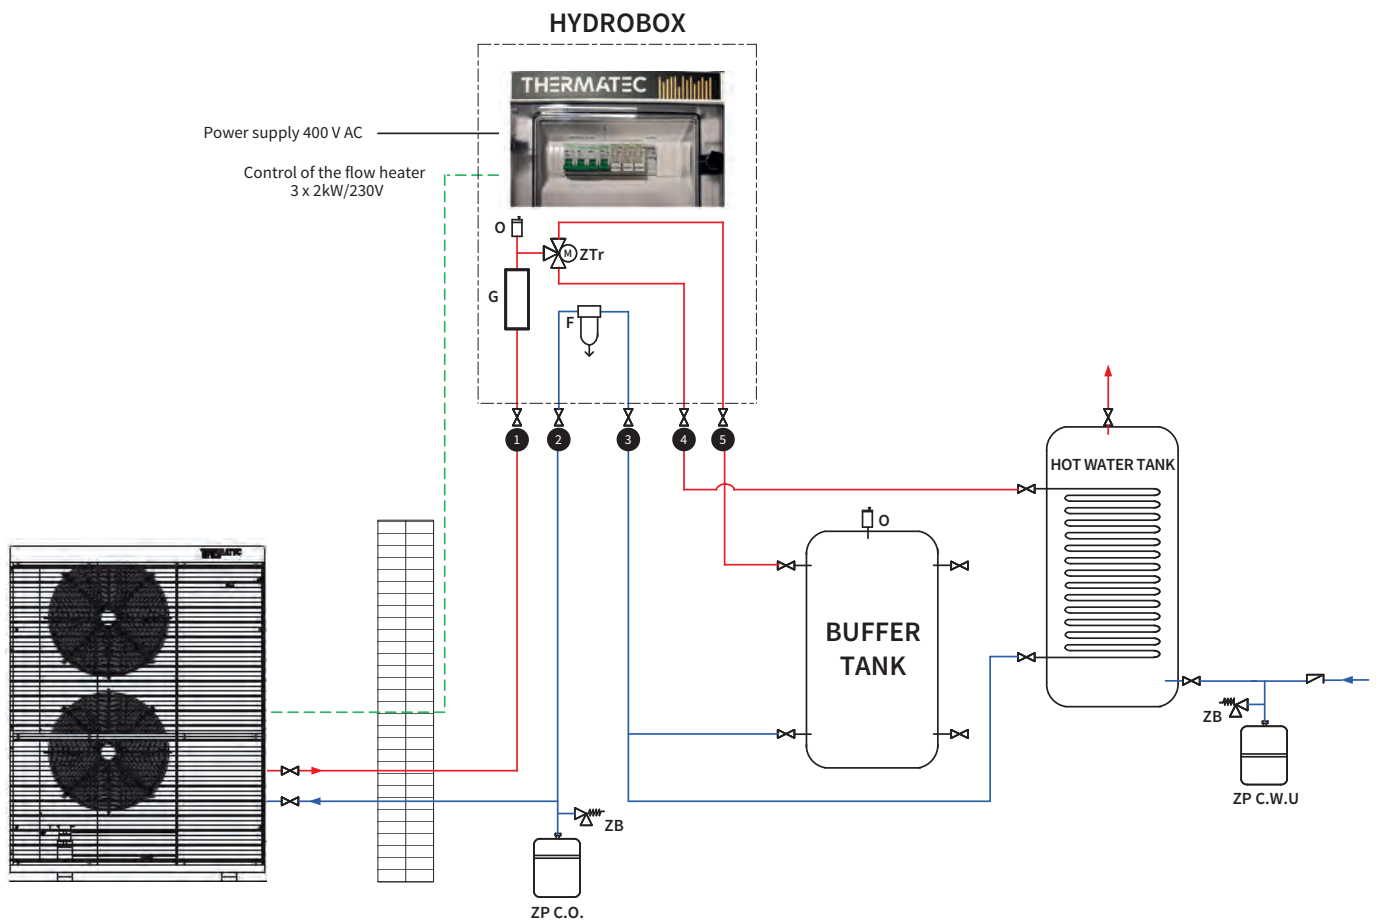 HYDROBOX
THERMATEC
Power supply 400 V AC
Control of the flow heater
3 x 2kW/230V
O
M
ZTr
G
F
1
2
3
4
5
HOT WATER TANK
O
THERMATEC
BUFFER
TANK
ZB
ZP C.W.U
ZB
ZP C.O.